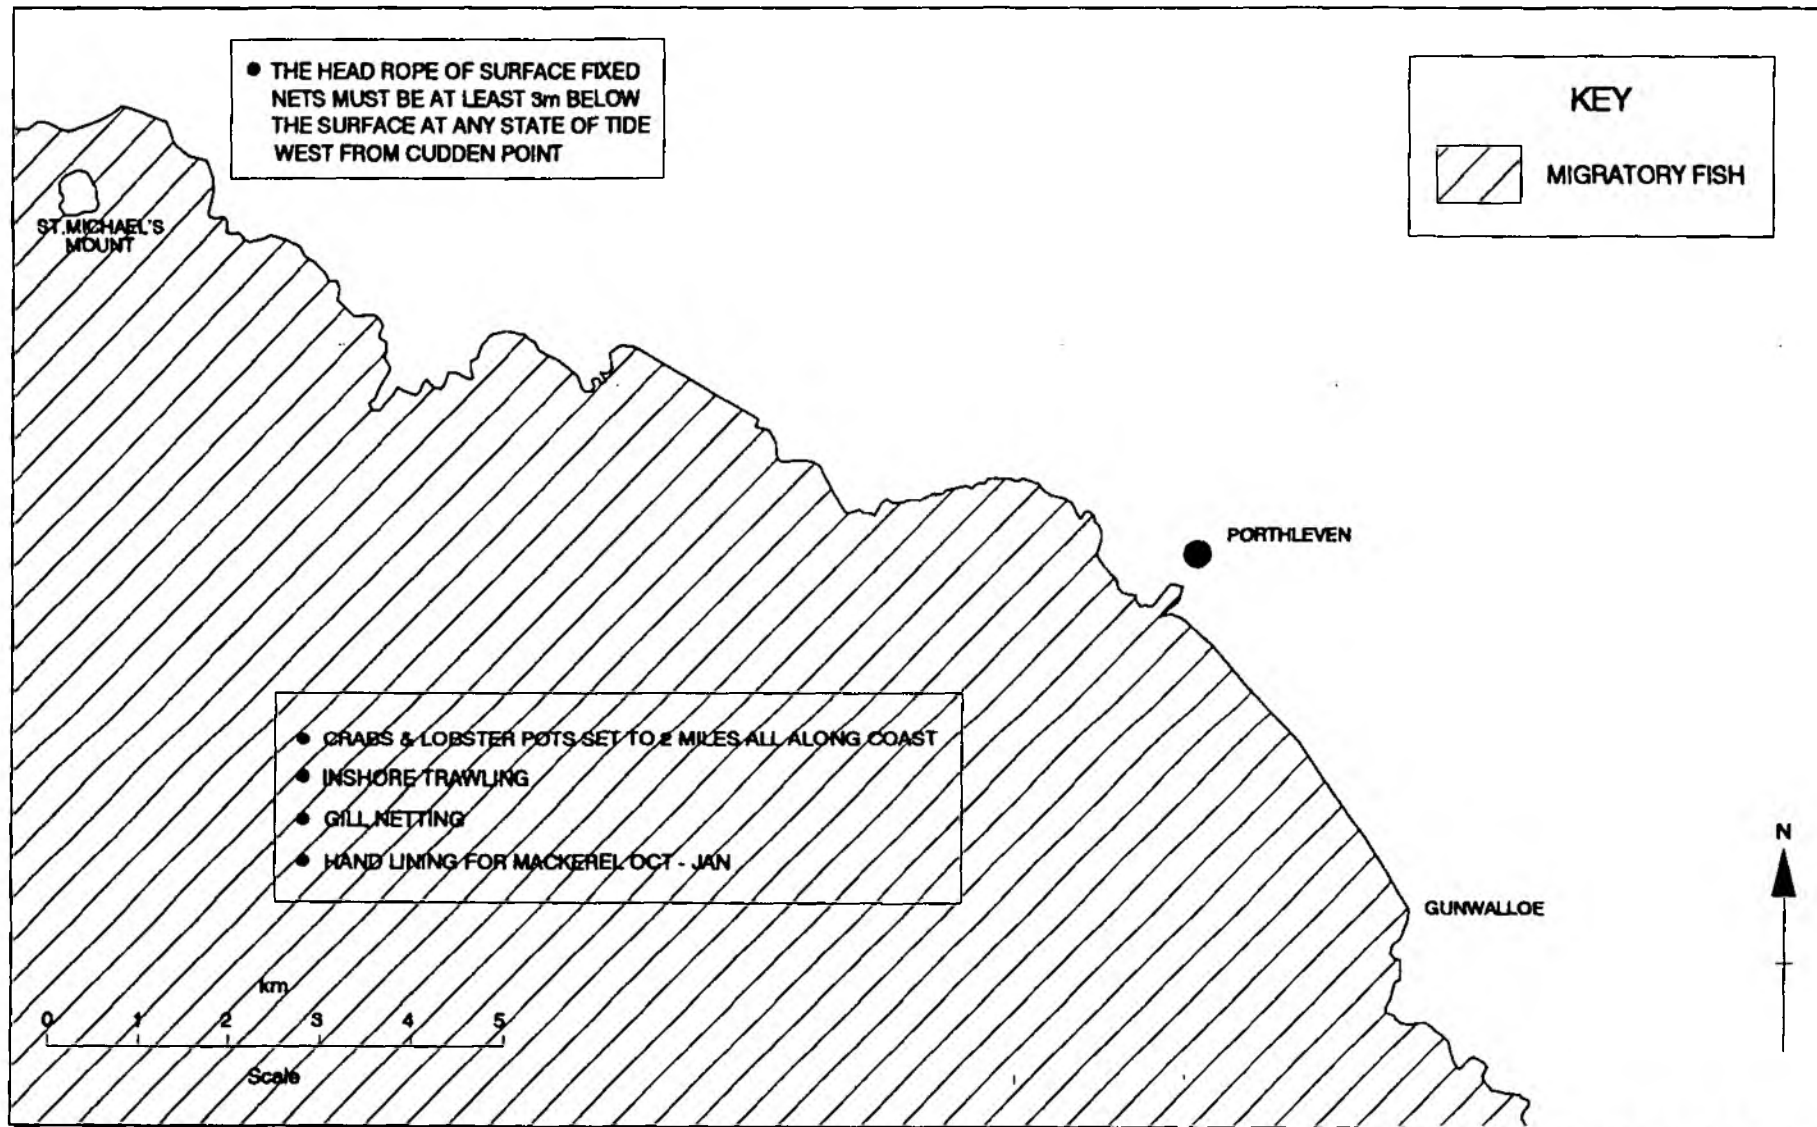 ● THE HEAD ROPE OF SURFACE FIXED
NETS MUST BE AT LEAST 3m BELOW
THE SURFACE AT ANY STATE OF TIDE
WEST FROM CUDDEN POINT
KEY
MIGRATORY FISH
ST.MICHAEL'S
MOUNT
PORTHLEVEN
● CRABS & LOBSTER POTS SET TO 2 MILES ALL ALONG COAST
● INSHORE TRAWLING
● GILL NETTING
● HAND LINING FOR MACKEREL OCT - JAN
GUNWALLOE
N
km
0 1 2 3 4 5
Scale